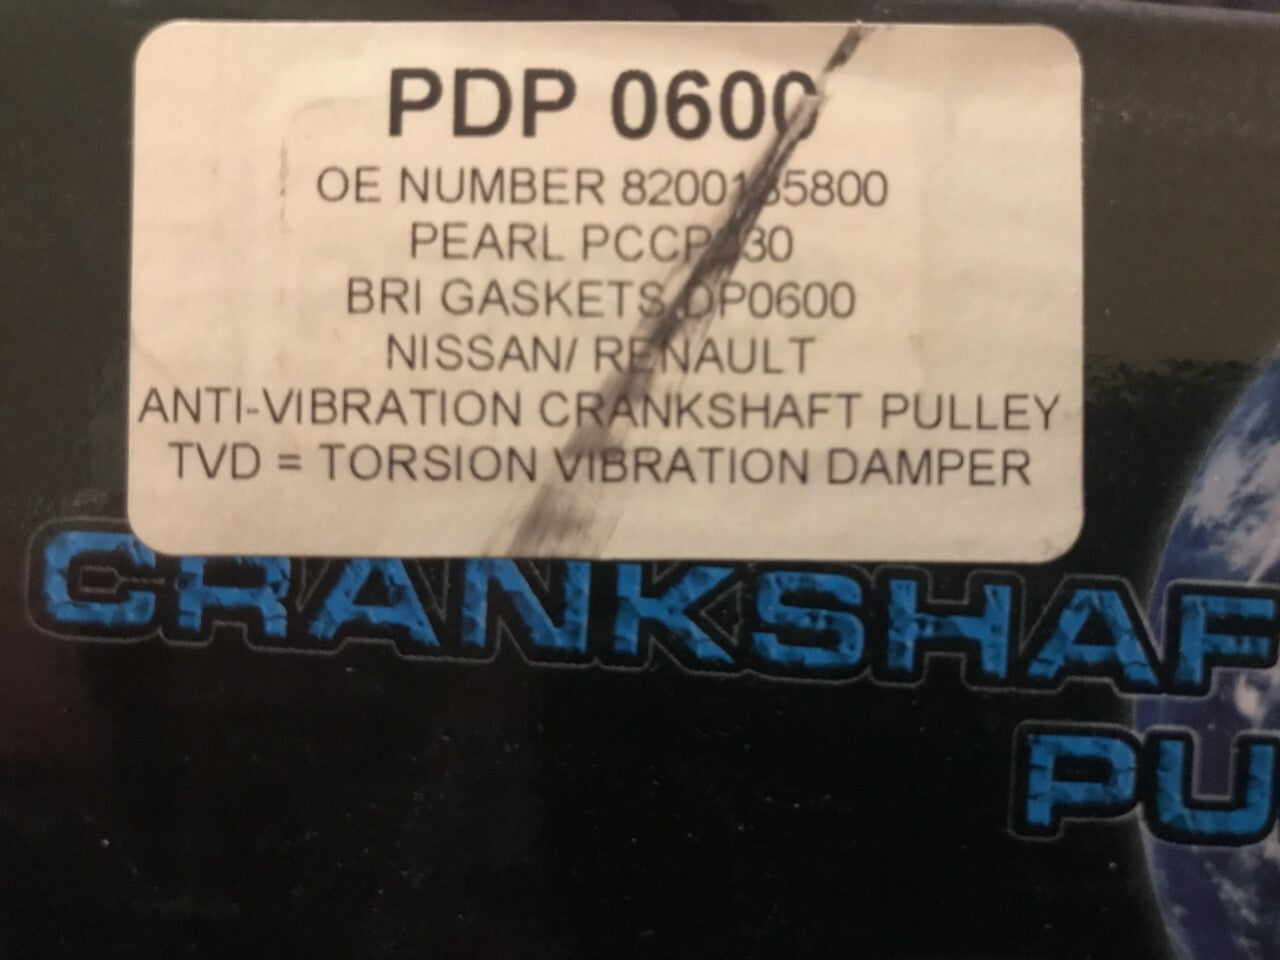 PDP 0600
OE NUMBER
PEARL
BRI GASKETS DP0600
NISSAN/ RENAULT
ANTI-VIBRATION CRANKSHAFT PULLEY
TVD = TORSION VIBRATION DAMPER
CRANKSHAF
PU